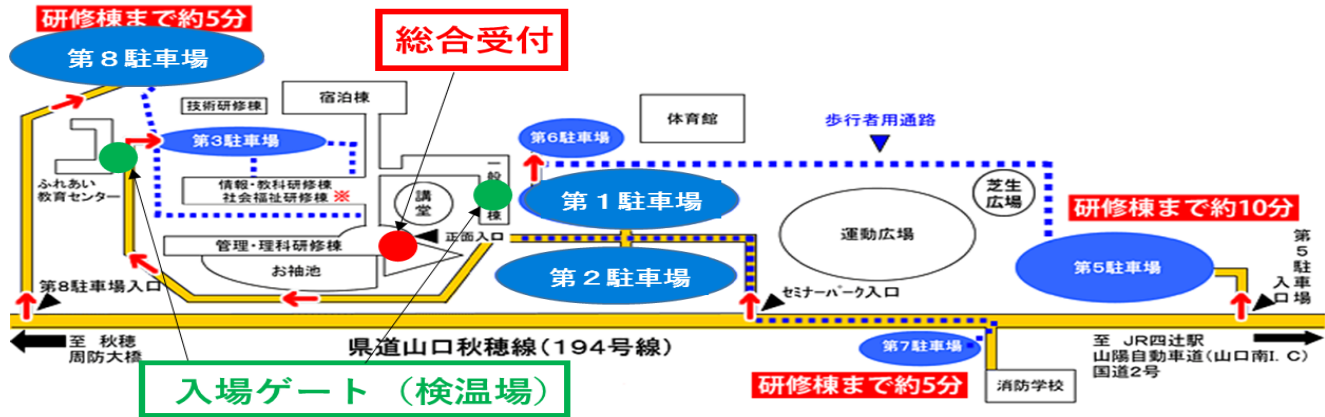 研修棟まで約5分
第８駐車場
総合受付
宿泊棟
技術研修棟
第3駐車場
ふれあい
教育センター
情報・教科研修棟
社会福祉研修棟※
講堂
一般
棟
管理・理科研修棟
正面入口
お袖池
第6駐車場
体育館
歩行者用通路
第１駐車場
第２駐車場
運動広場
芝生
広場
研修棟まで約10分
第5駐車場
第5駐車場
入口
第8駐車場入口
セミナーパーク入口
至 秋穂
周防大橋
県道山口秋穂線(194号線)
第7駐車場
至 JR四辻駅
山陽自動車道(山口南I. C)
国道2号
入場ゲート（検温場）
研修棟まで約5分
消防学校